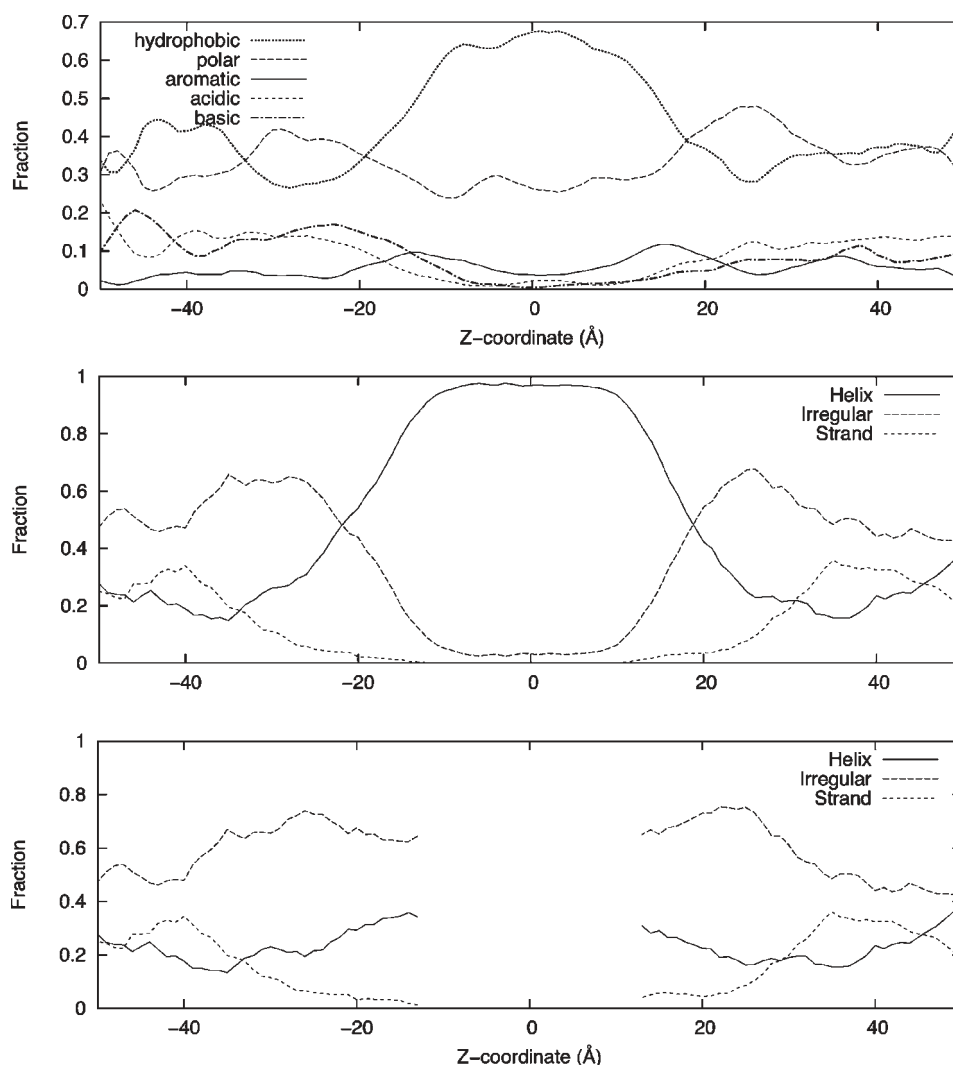 0.7
0.6
0.5
0.4
0.3
0.2
0.1
0
Fraction
hydrophobic
polar
aromatic
acidic
basic
−40 −20 0 20 40
Z−coordinate (Å)
1
0.8
0.6
0.4
0.2
0
Fraction
Helix
Irregular
Strand
−40 −20 0 20 40
1
0.8
0.6
0.4
0.2
0
Fraction
Helix
Irregular
Strand
−40 −20 0 20 40
Z−coordinate (Å)